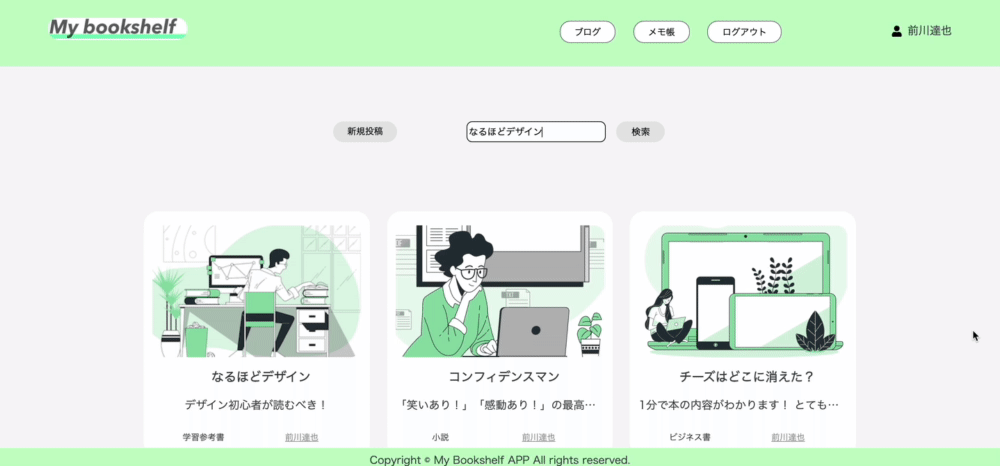 My bookshelf
ブログ
メモ帳
ログアウト
前川達也
新規投稿
なるほどデザイン
検索
なるほどデザイン
デザイン初心者が読むべき！
学習参考書
前川達也
コンフィデンスマン
「笑いあり！」「感動あり！」の最高…
小説
前川達也
チーズはどこに消えた？
1分で本の内容がわかります！ とても…
ビジネス書
前川達也
Copyright © My Bookshelf APP All rights reserved.